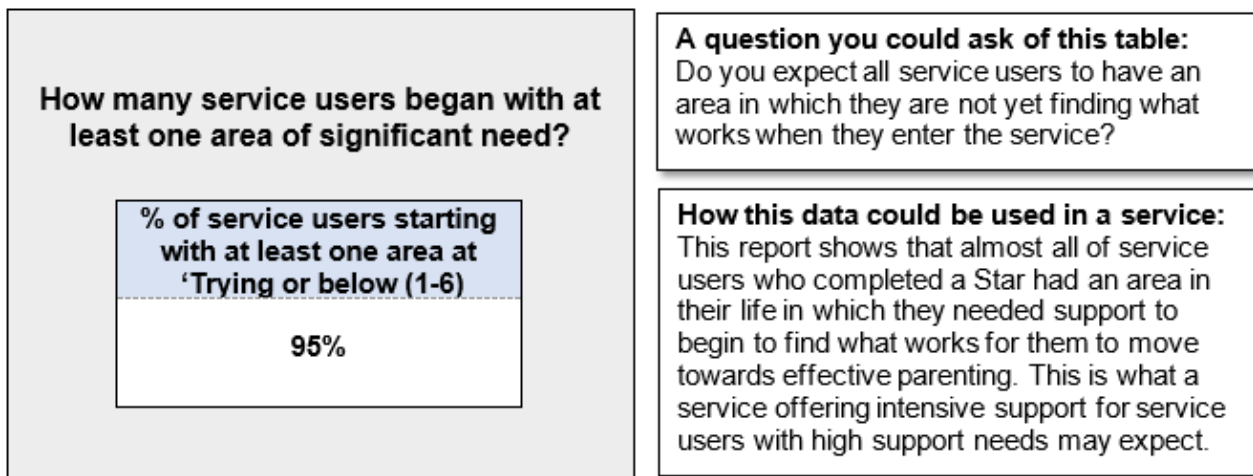 How many service users began with at
least one area of significant need?
% of service users starting
with at least one area at
‘Trying or below (1-6)
95%
A question you could ask of this table:
Do you expect all service users to have an
area in which they are not yet finding what
works when they enter the service?
How this data could be used in a service:
This report shows that almost all of service
users who completed a Star had an area in
their life in which they needed support to
begin to find what works for them to move
towards effective parenting. This is what a
service offering intensive support for service
users with high support needs may expect.